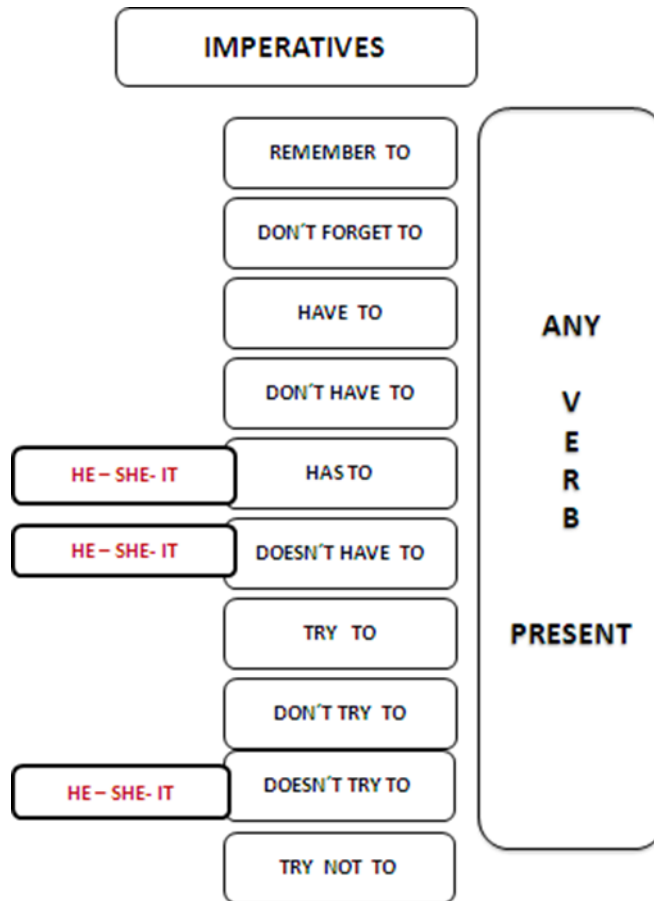 IMPERATIVES
REMEMBER TO
DON´T FORGET TO
HAVE TO
DON´T HAVE TO
HE – SHE- IT
HAS TO
HE – SHE- IT
DOESN´T HAVE TO
TRY TO
DON´T TRY TO
HE – SHE- IT
DOESN´T TRY TO
TRY NOT TO
ANY
V
E
R
B
PRESENT